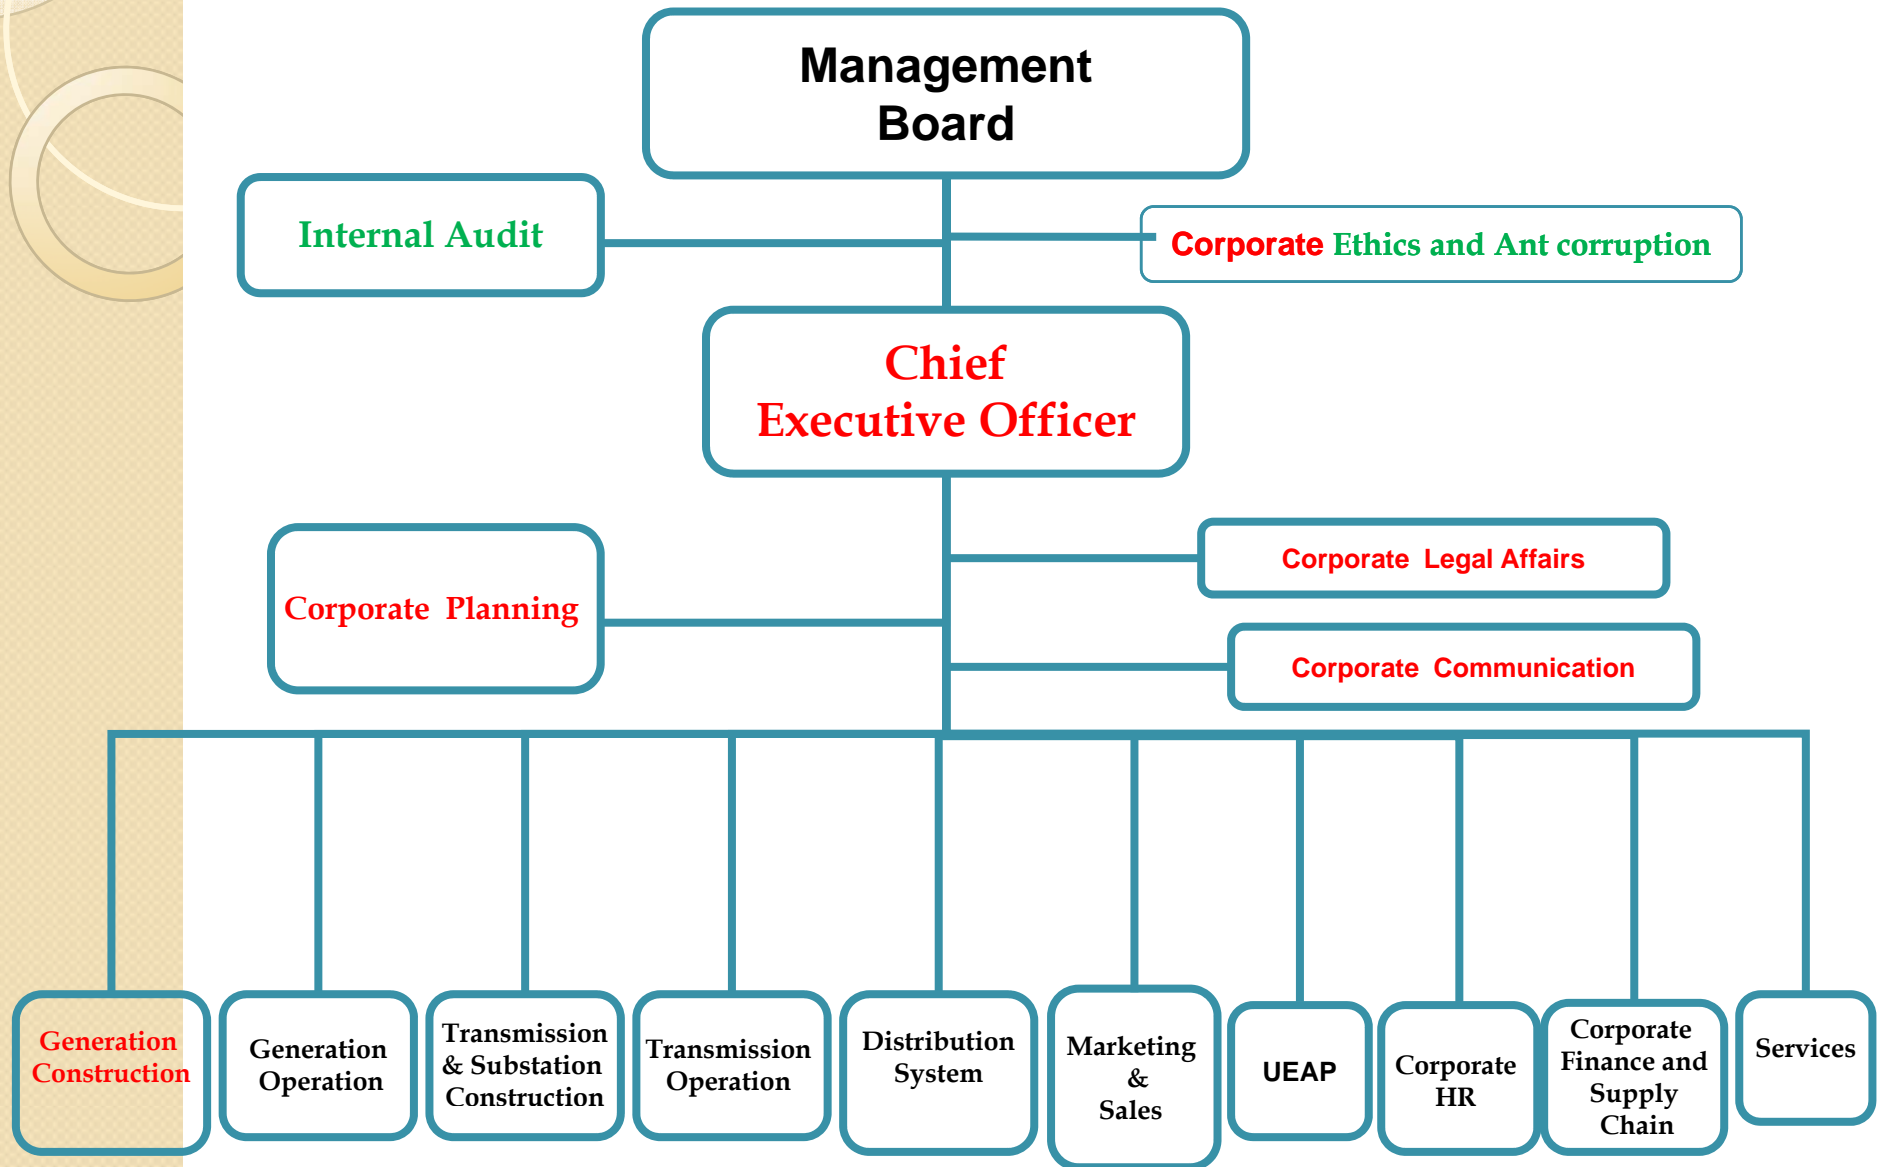 Management
Board
Internal Audit
Corporate Ethics and Ant corruption
Chief
Executive Officer
Corporate Legal Affairs
Corporate Planning
Corporate Communication
Generation
Construction
Generation
Operation
Transmission
& Substation
Construction
Transmission
Operation
Distribution
System
Marketing
&
Sales
UEAP
Corporate
HR
Corporate
Finance and
Supply
Chain
Services